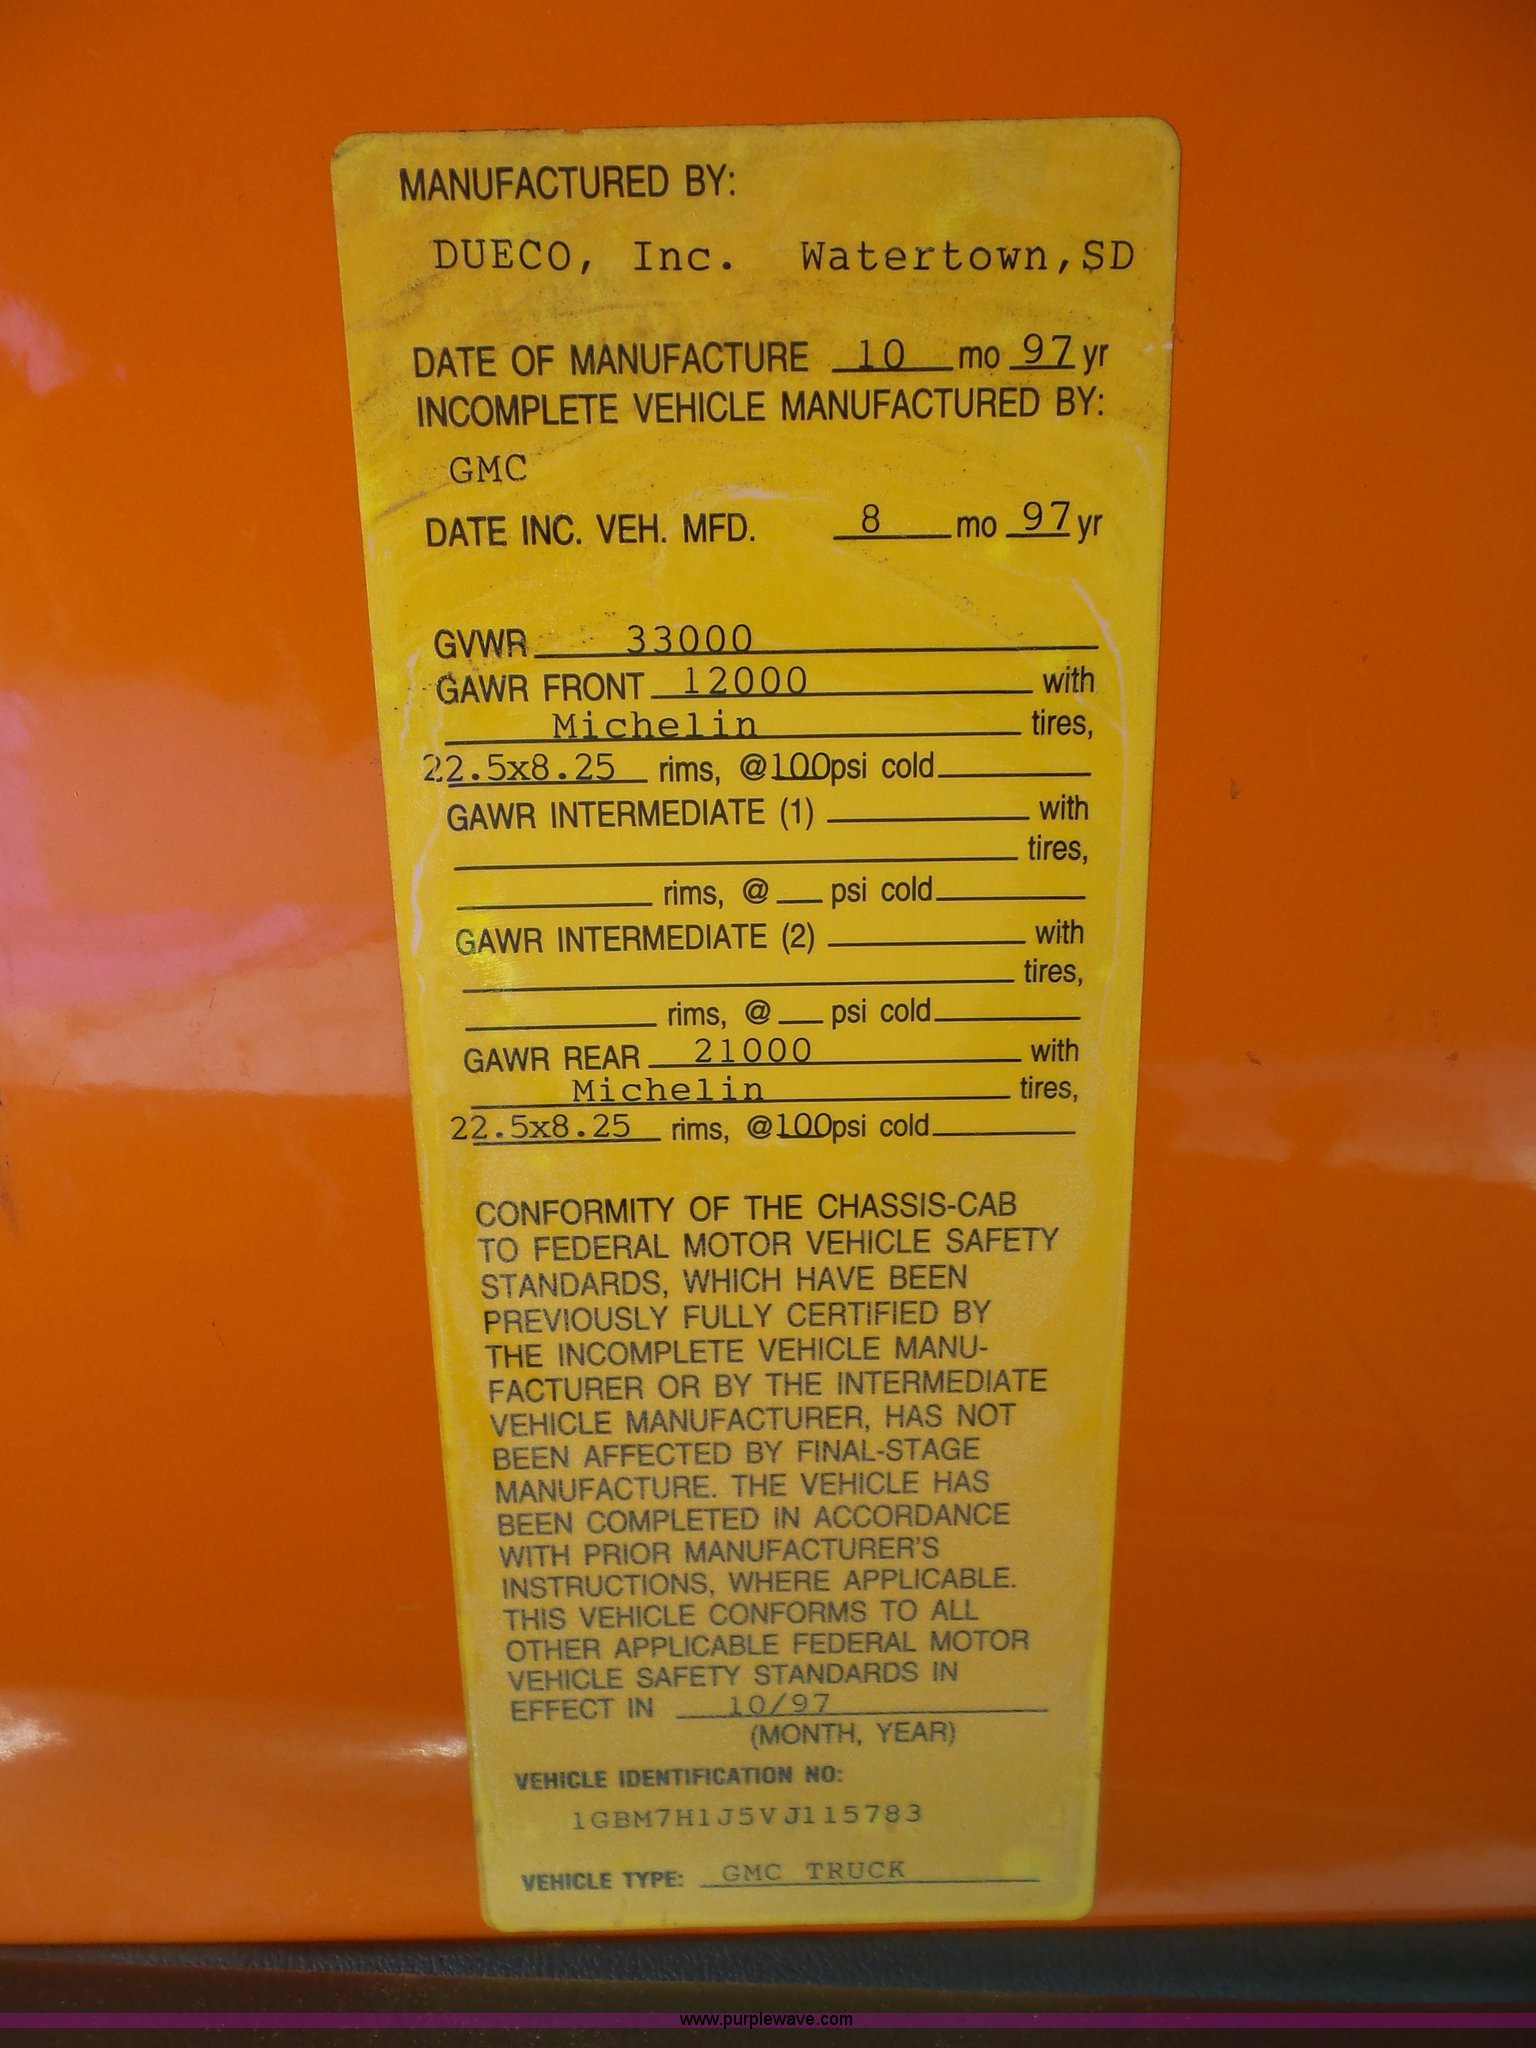 MANUFACTURED BY:
DUECO, Inc. Watertown,SD
DATE OF MANUFACTURE 10 mo 97 yr
INCOMPLETE VEHICLE MANUFACTURED BY:
GMC
DATE INC. VEH. MFD. 8 mo 97 yr
GVWR 33000
GAWR FRONT 12000 with
Michelin tires,
22.5x8.25 rims, @100psi cold
GAWR INTERMEDIATE (1) with
tires,
rims, @ psi cold
GAWR INTERMEDIATE (2) with
tires,
rims, @ psi cold
GAWR REAR 21000 with
Michelin tires,
22.5x8.25 rims, @100psi cold
CONFORMITY OF THE CHASSIS-CAB
TO FEDERAL MOTOR VEHICLE SAFETY
STANDARDS, WHICH HAVE BEEN
PREVIOUSLY FULLY CERTIFIED BY
THE INCOMPLETE VEHICLE MANU-
FACTURER OR BY THE INTERMEDIATE
VEHICLE MANUFACTURER, HAS NOT
BEEN AFFECTED BY FINAL-STAGE
MANUFACTURE. THE VEHICLE HAS
BEEN COMPLETED IN ACCORDANCE
WITH PRIOR MANUFACTURER'S
INSTRUCTIONS, WHERE APPLICABLE.
THIS VEHICLE CONFORMS TO ALL
OTHER APPLICABLE FEDERAL MOTOR
VEHICLE SAFETY STANDARDS IN
EFFECT IN 10/97
(MONTH, YEAR)
VEHICLE IDENTIFICATION NO:
1GBM7H1J5VJ115783
VEHICLE TYPE: GMC TRUCK
www.purplewave.com